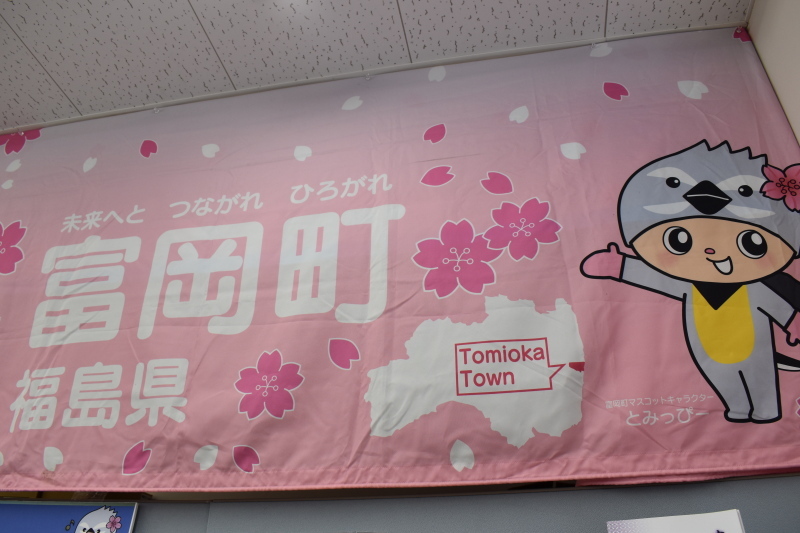 未来へと つながれ ひろがれ
富岡町
福島県
Tomioka
Town
富岡町マスコットキャラクター
とみっぴー